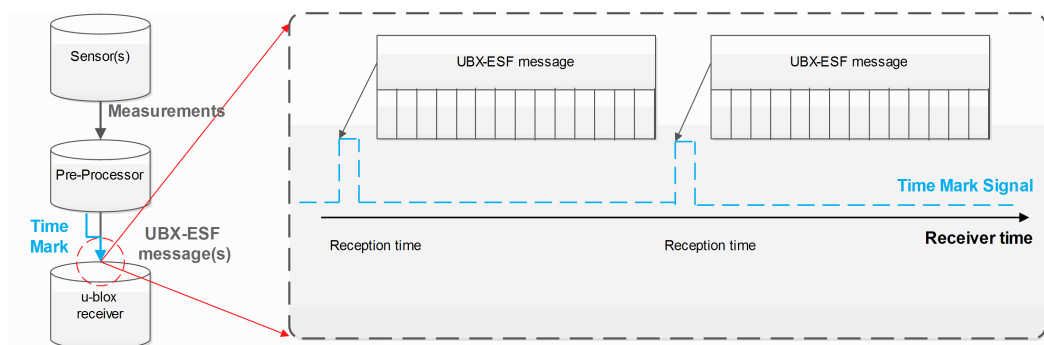 Sensor(s)
Measurements
Pre-Processor
Time
Mark
UBX-ESF
message(s)
u-blox
receiver
UBX-ESF message
UBX-ESF message
Time Mark Signal
Reception time
Reception time
Receiver time